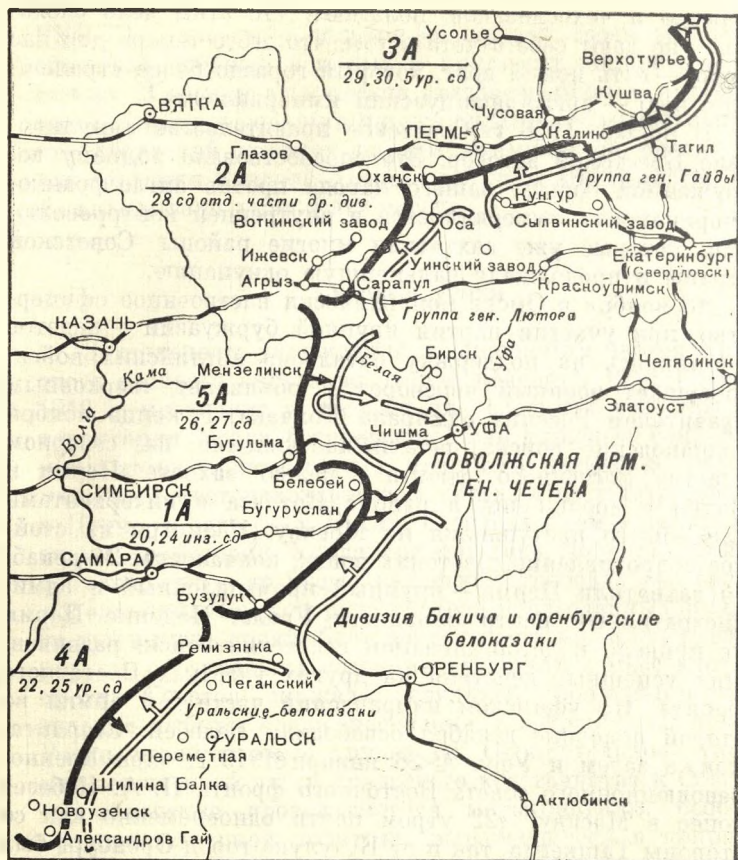 3А
29,30 5 ур. сд
Усолье
Верхотурье
Чусовая
Кушва
ВЯТКА
ПЕРМЬ
Калино
Тагил
Глазов
Оханск
Группа ген. Гайды
2А
28 сд отд. части др. див.
Кунгур
Оса
Сылвинский завод
Воткинский завод
Ижевск
Уинский завод
Екатеринбург
(Свердловск)
Агрыз
Сарапул
Красноуфимск
КАЗАНЬ
Группа ген. Лютова
Кама
Белая
Бирск
Уфа
Челябинск
Мензелинск
5А
26, 27 сд
Златоуст
Волга
УФА
Бугульма
Чишма
СИМБИРСК
Белебей
ПОВОЛЖСКАЯ АРМ.
ГЕН. ЧЕЧЕКА
1А
20,24 инз. сд
Бугуруслан
САМАРА
Бузулук
Дивизия Бакича и оренбургские
белоказаки
4А
22, 25 ур. сд
Ремизянка
ОРЕНБУРГ
Чеганский
Уральские белоказаки
УРАЛЬСК
Переметная
Шипова Балка
Новоузенск
Актюбинск
Александров Гай